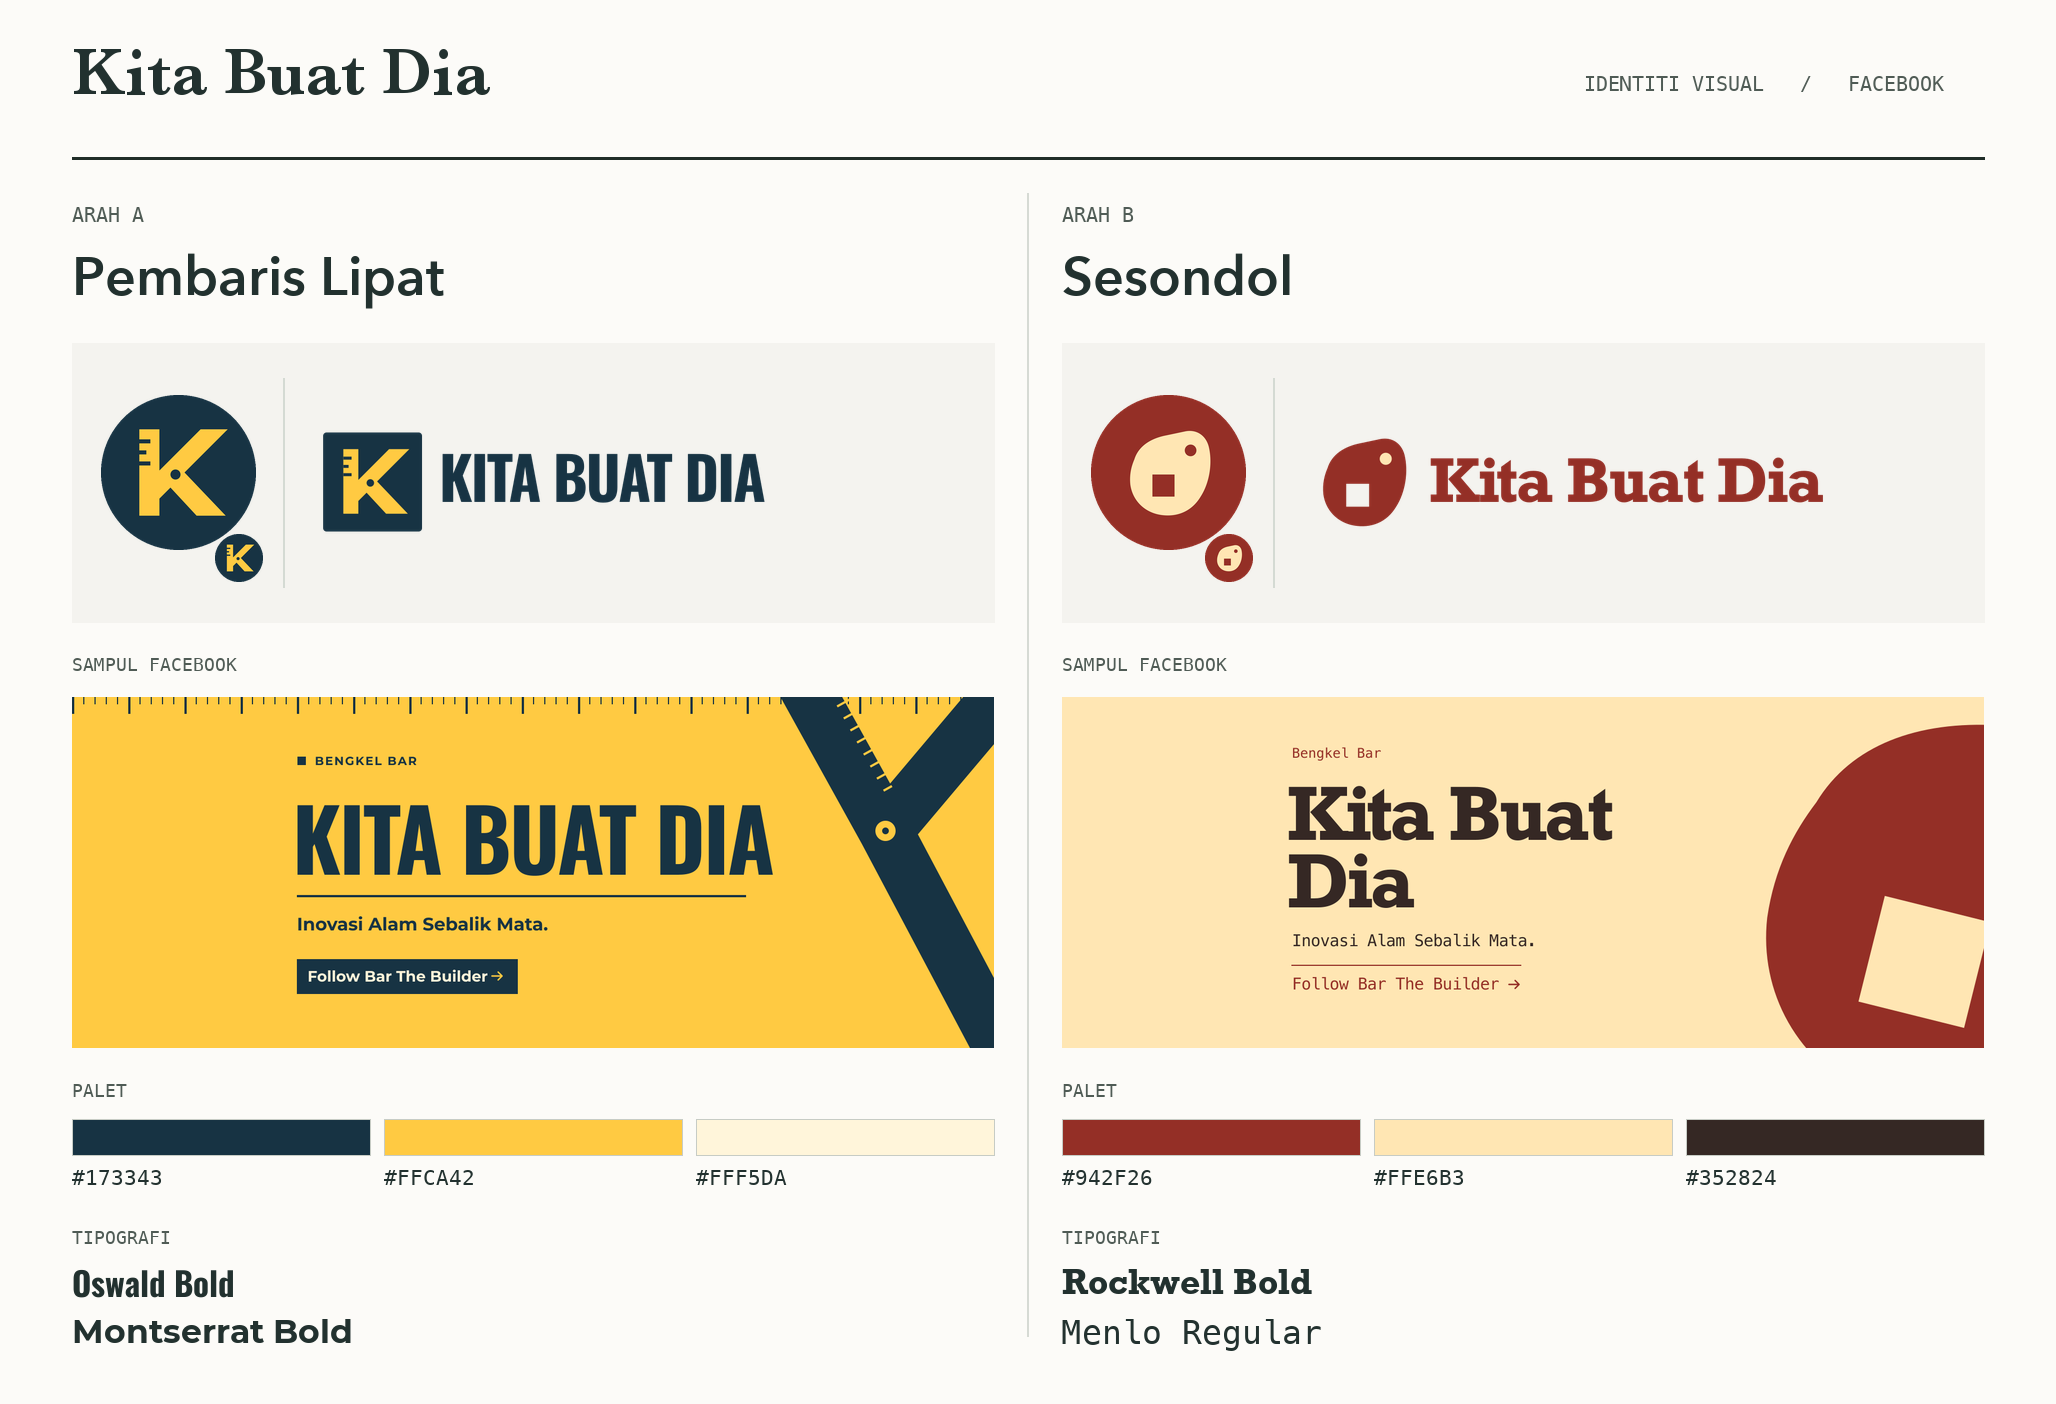 Kita Buat Dia
IDENTITI VISUAL / FACEBOOK
ARAH A
Pembaris Lipat
K
K
K
KITA BUAT DIA
SAMPUL FACEBOOK
BENGKEL BAR
KITA BUAT DIA
Inovasi Alam Sebalik Mata.
Follow Bar The Builder →
PALET
#173343
#FFCA42
#FFF5DA
TIPOGRAFI
Oswald Bold
Montserrat Bold
ARAH B
Sesondol
Kita Buat Dia
SAMPUL FACEBOOK
Bengkel Bar
Kita Buat
Dia
Inovasi Alam Sebalik Mata.
Follow Bar The Builder →
PALET
#942F26
#FFE6B3
#352824
TIPOGRAFI
Rockwell Bold
Menlo Regular